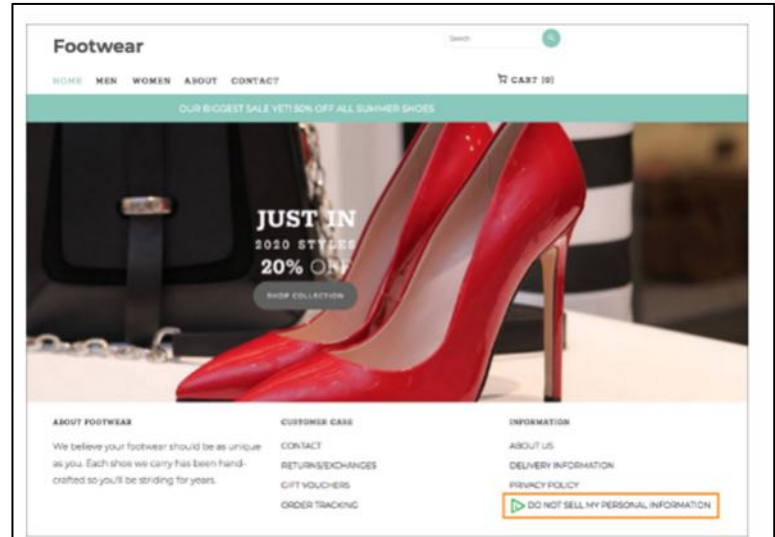 Footwear
Search
HOME MEN WOMEN ABOUT CONTACT
CART [0]
OUR BIGGEST SALE YET! 50% OFF ALL SUMMER SHOES
JUST IN
2020 STYLES
20% OFF
SHOP COLLECTION
ABOUT FOOTWEAR
We believe your footwear should be as unique
as you. Each shoe we carry has been hand-
crafted so you'll be striding for years.
CUSTOMER CARE
CONTACT
RETURNS/EXCHANGES
GIFT VOUCHERS
ORDER TRACKING
INFORMATION
ABOUT US
DELIVERY INFORMATION
PRIVACY POLICY
DO NOT SELL MY PERSONAL INFORMATION